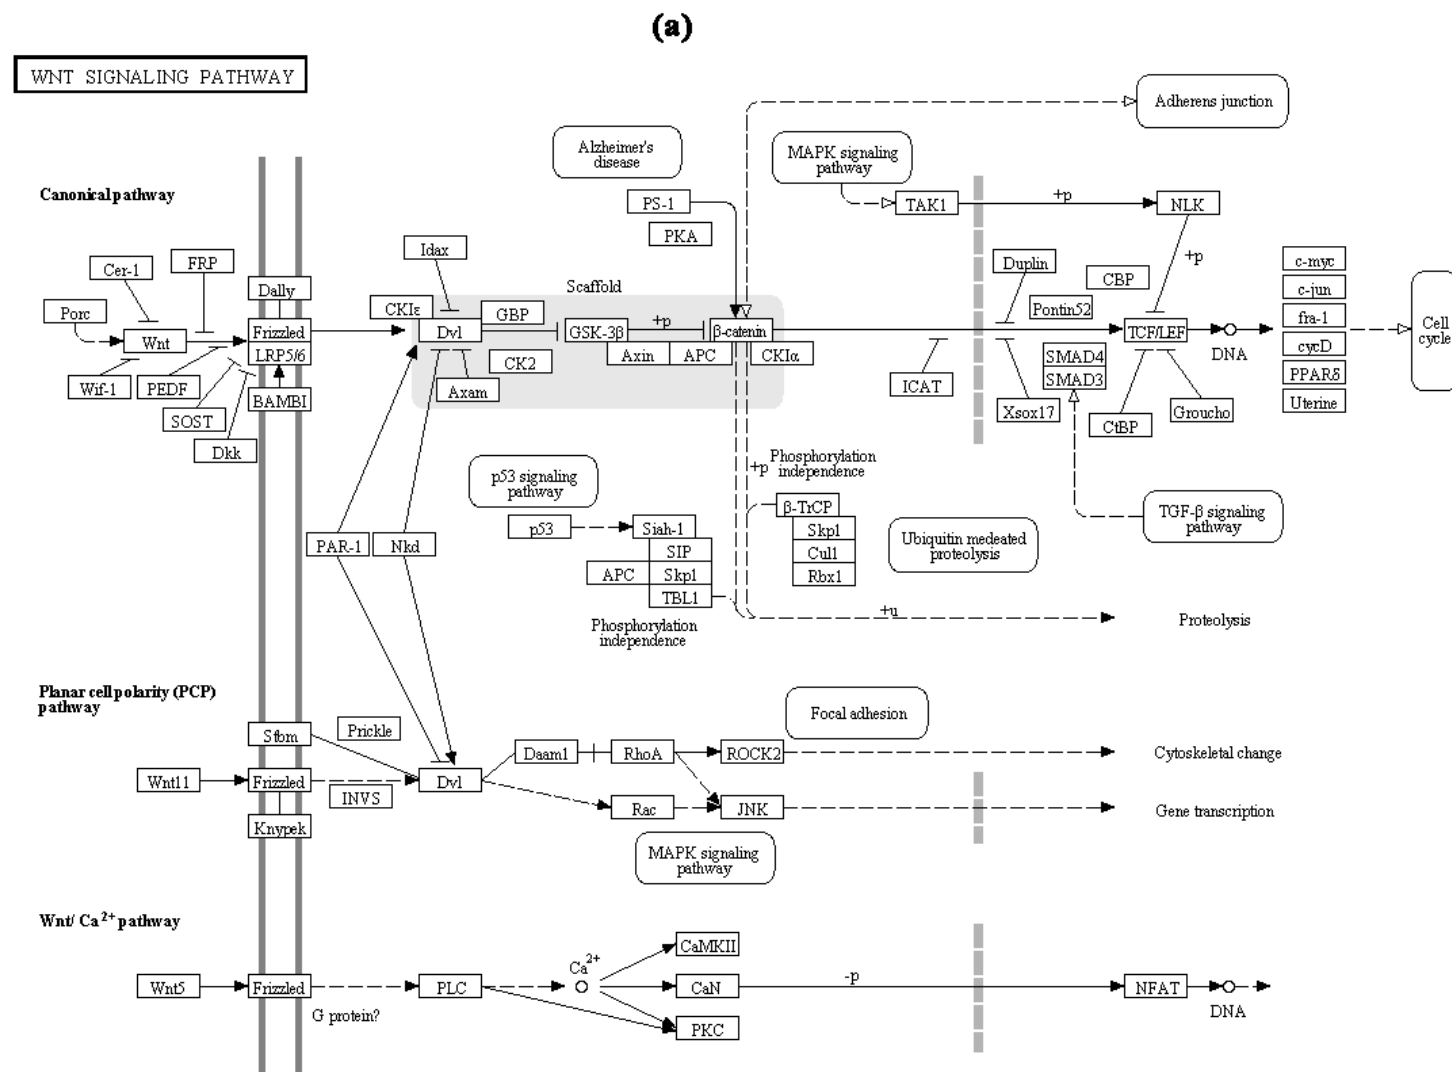 (a)
WNT SIGNALING PATHWAY
Adherens junction
Alzheimer's
disease
MAPK signaling
pathway
Canonical pathway
PS-1
TAK1
+p
NLK
PKA
Idax
Cer-1
FRP
Duplin
CBP
+p
c-myc
Dally
Scaffold
c-jun
Porc
CKIε
GBP
Pontin52
fra-1
Wnt
Frizzled
Dvl
GSK-3β
+p
β-catenin
TCF/LEF
DNA
Cell
cycle
LRP5/6
Axin
APC
CKIα
cycD
CK2
SMAD4
PPARδ
Wif-1
PEDF
BAMBI
Axam
ICAT
SMAD3
Uterine
SOST
Xsox17
CtBP
Groucho
Dkk
+p
Phosphorylation
independence
p53 signaling
pathway
β-TrCP
TGF-β signaling
pathway
p53
Siah-1
Skp1
Ubiquitin medeated
proteolysis
PAR-1
Nkd
SIP
Cul1
APC
Skp1
Rbx1
TBL1
+u
Proteolysis
Phosphorylation
independence
Planar cell polarity (PCP)
pathway
Focal adhesion
Stbm
Prickle
Daam1
RhoA
ROCK2
Cytoskeletal change
Wnt11
Frizzled
INVS
Dvl
Rac
JNK
Gene transcription
Knypek
MAPK signaling
pathway
Wnt/ Ca2+ pathway
CaMKII
Ca2+
Wnt5
Frizzled
PLC
CaN
-p
NFAT
DNA
G protein?
PKC